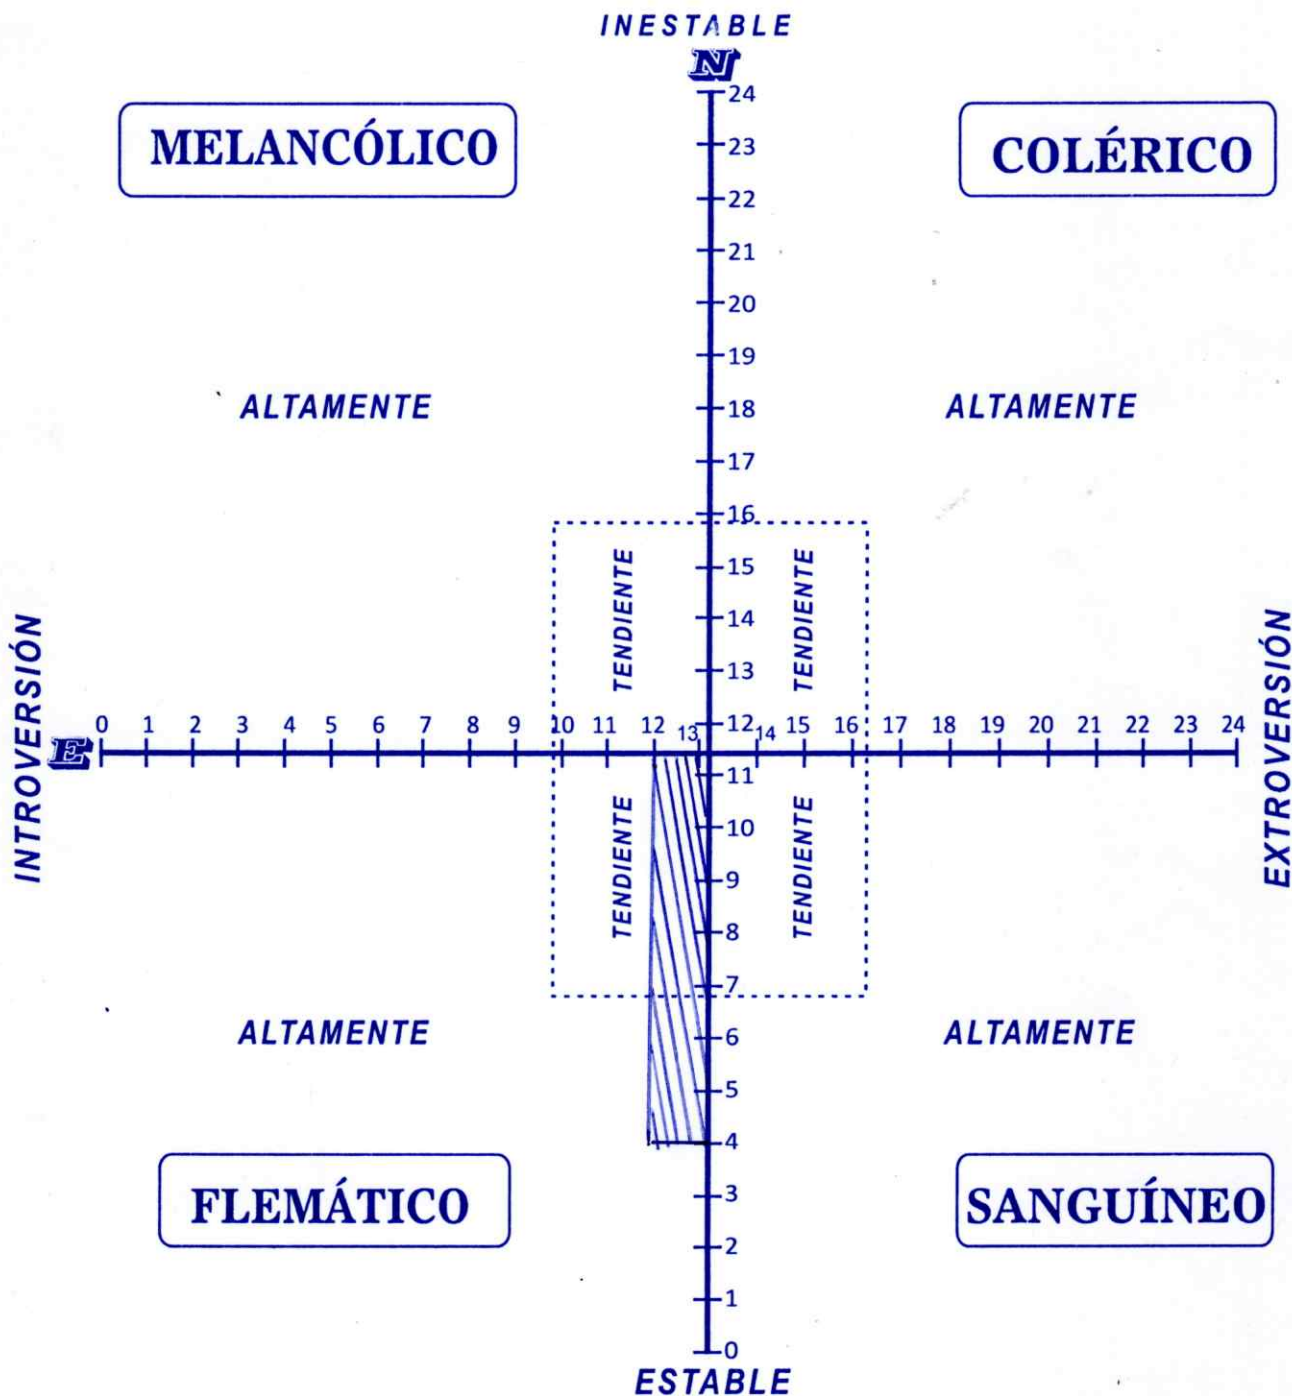 INESTABLE
N
24
MELANCÓLICO
COLÉRICO
23
22
21
20
19
ALTAMENTE
18
ALTAMENTE
17
16
TENDIENTE
15
TENDIENTE
14
13
INTROVERSIÓN
EXTROVERSIÓN
12
E
0 1 2 3 4 5 6 7 8 9 10 11 12 13 14 15 16 17 18 19 20 21 22 23 24
11
TENDIENTE
10
TENDIENTE
9
8
7
ALTAMENTE
6
ALTAMENTE
5
4
FLEMÁTICO
3
SANGUÍNEO
2
1
0
ESTABLE